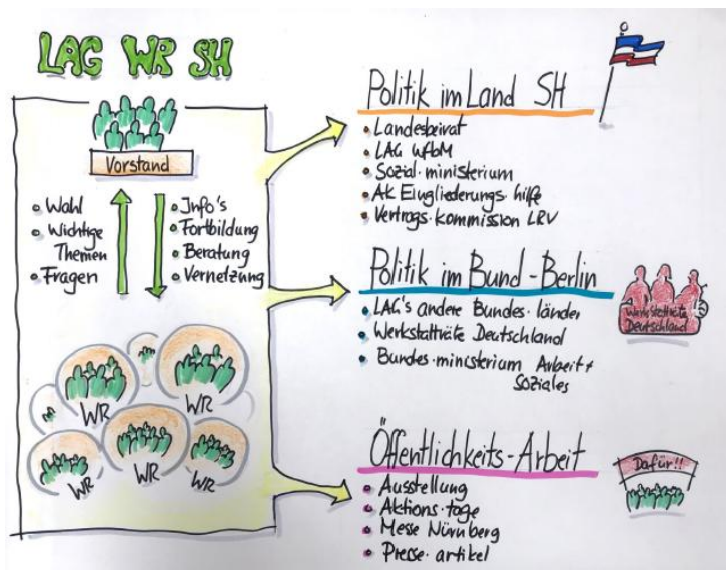 LAG WR SH
Vorstand
• Wahl
• Wichtige
Themen
• Fragen
• Info's
• Fortbildung
• Beratung
• Vernetzung
WR
WR
WR
WR
WR
Politik im Land SH
• Landesbeirat
• LAG WfbM
• Sozial·ministerium
• AK Eingliederungs·hilfe
• Vertrags·kommission LRV
Politik im Bund - Berlin
• LAG's andere Bundes·länder
• Werkstatträte Deutschland
• Bundes·ministerium Arbeit +
Soziales
Werkstatträte
Deutschland
Öffentlichkeits-Arbeit
• Ausstellung
• Aktions·tage
• Messe Nürnberg
• Presse·artikel
Dafür!!